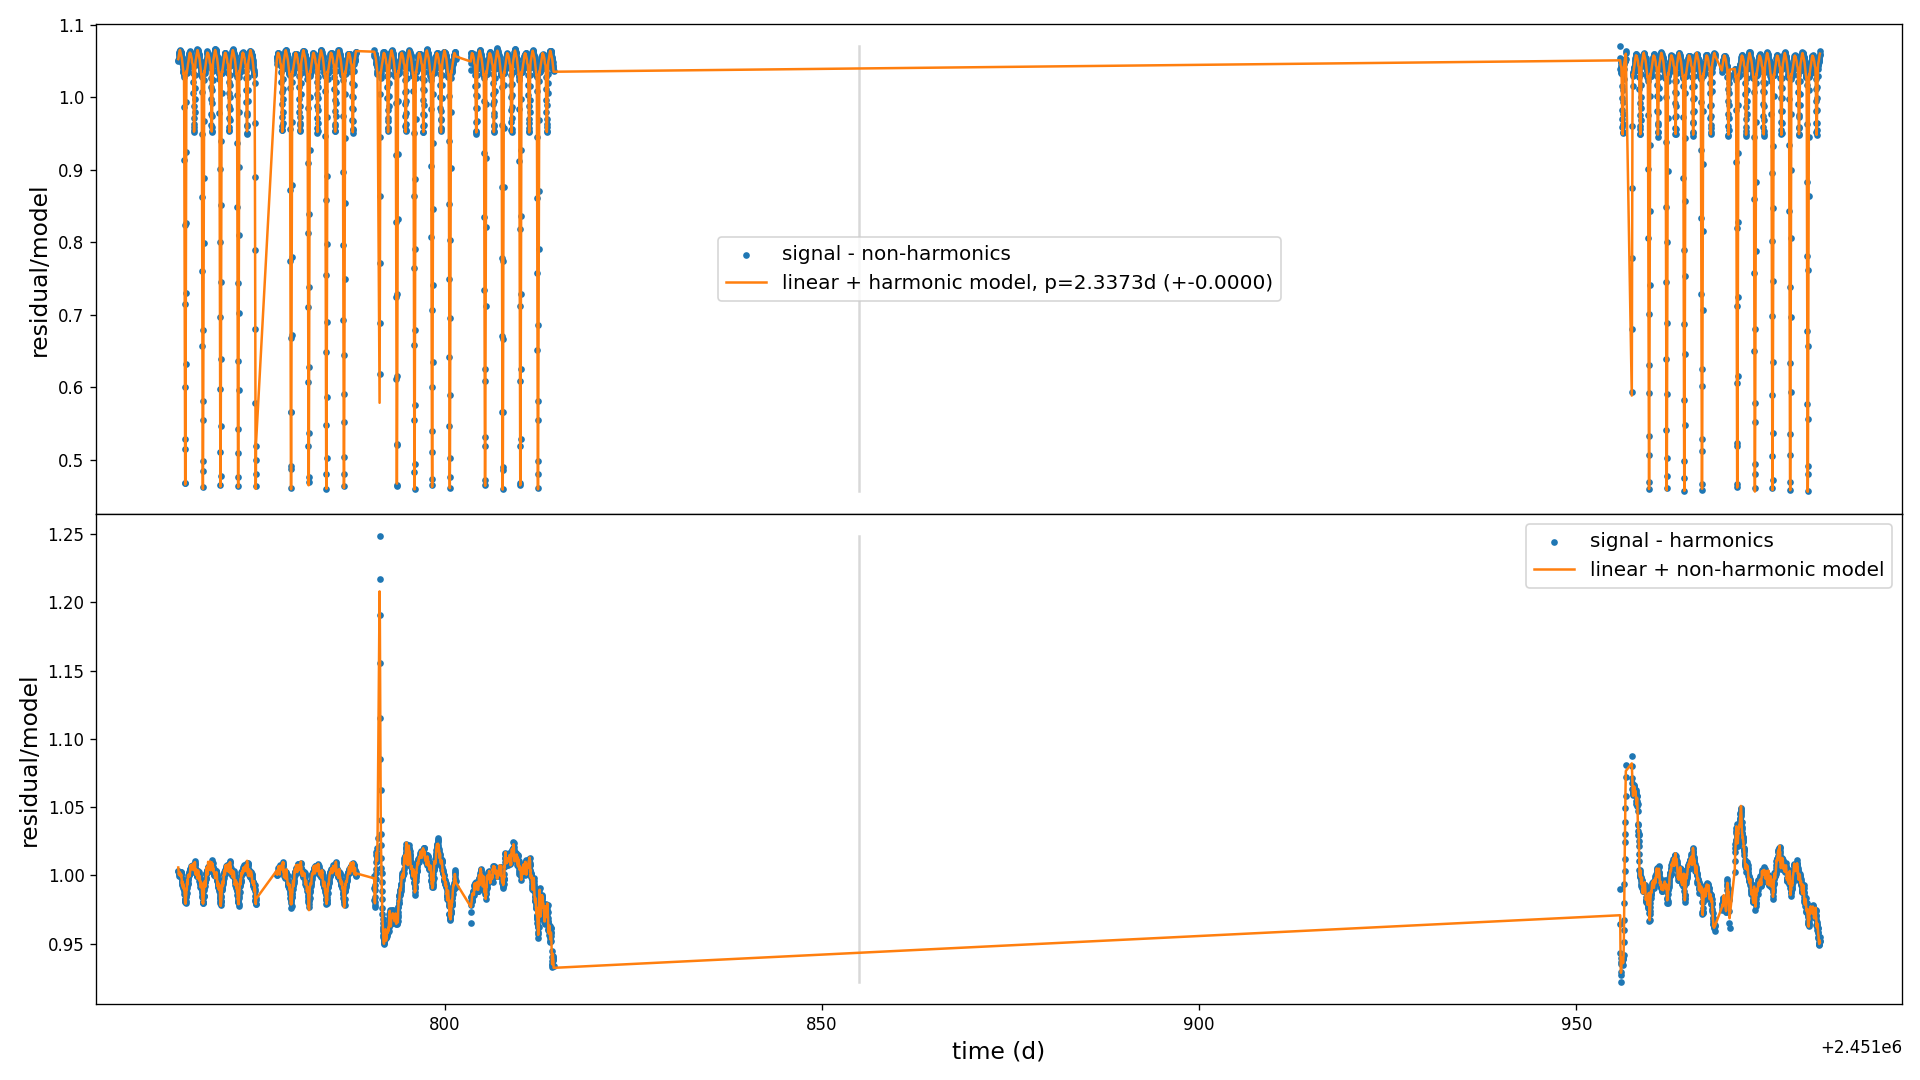 1.1
1.0
0.9
0.8
0.7
0.6
0.5
residual/model
signal - non-harmonics
linear + harmonic model, p=2.3373d (+-0.0000)
1.25
1.20
1.15
1.10
1.05
1.00
0.95
residual/model
signal - harmonics
linear + non-harmonic model
800
850
900
950
time (d)
+2.451e6